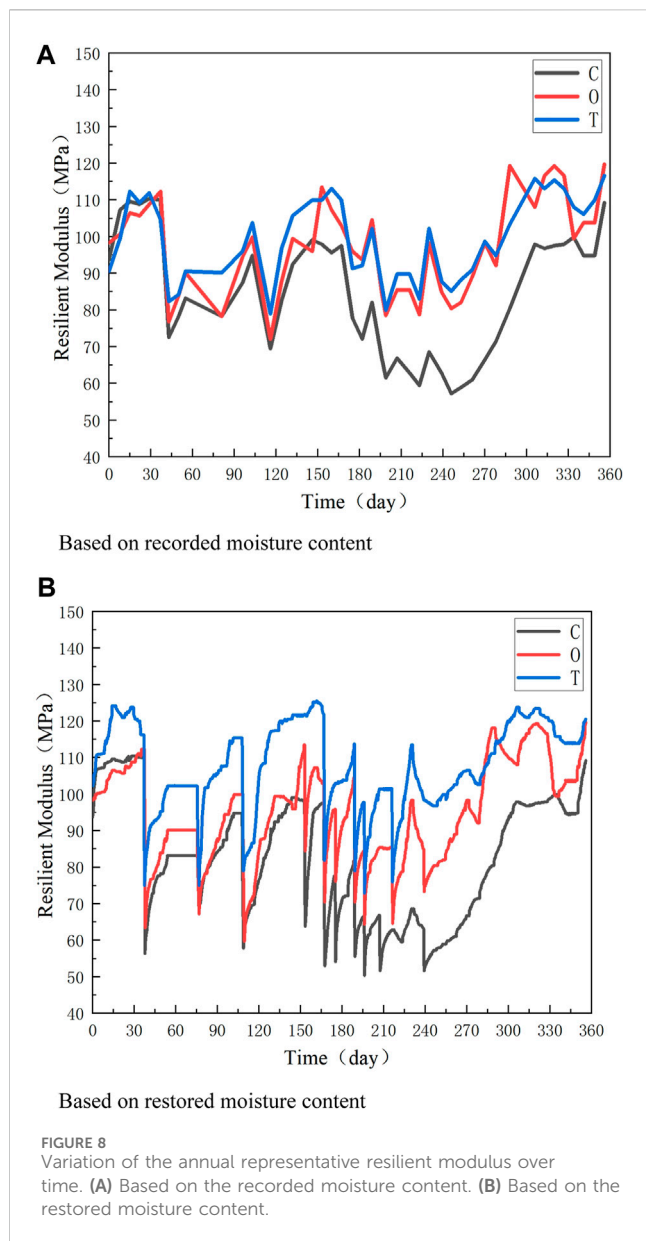 A
150
140
130
120
110
100
90
80
70
60
50
40
Resilient Modulus（MPa）
C
O
T
0 30 60 90 120 150 180 210 240 270 300 330 360
Time（day）
Based on recorded moisture content
B
150
140
130
120
110
100
90
80
70
60
50
40
Resilient Modulus（MPa）
C
O
T
0 30 60 90 120 150 180 210 240 270 300 330 360
Time（day）
Based on restored moisture content
FIGURE 8
Variation of the annual representative resilient modulus over
time. (A) Based on the recorded moisture content. (B) Based on the
restored moisture content.